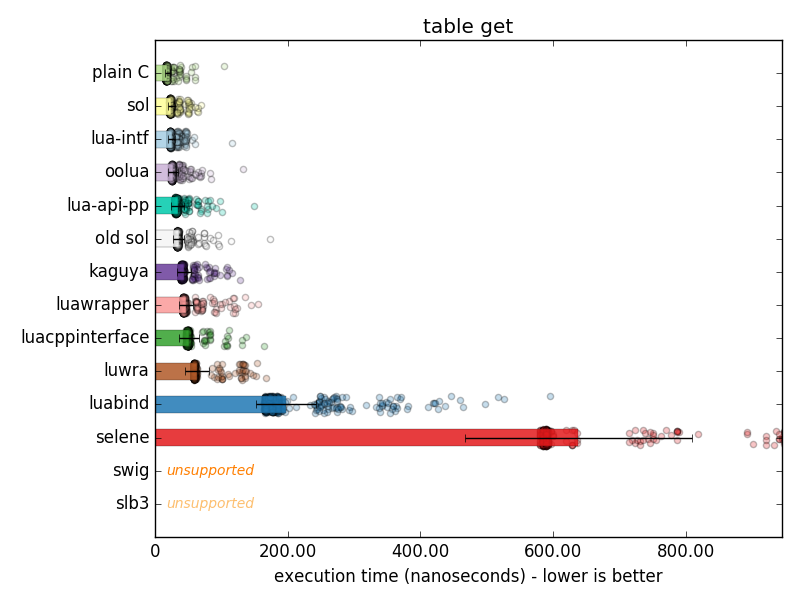 table get
plain C
sol
lua-intf
oolua
lua-api-pp
old sol
kaguya
luawrapper
luacppinterface
luwra
luabind
selene
swig unsupported
slb3 unsupported
0 200.00 400.00 600.00 800.00
execution time (nanoseconds) - lower is better